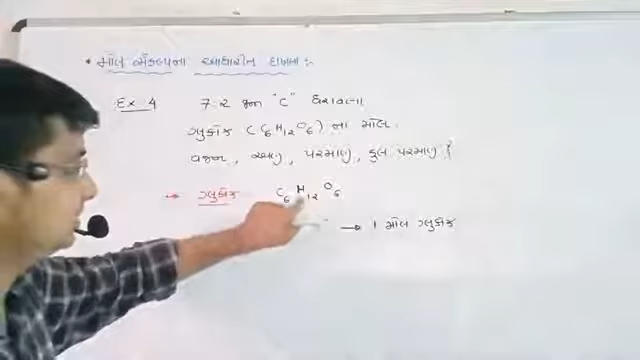 • મોલ સંકલ્પના આધારીત દાખલા :-
Ex 4 7.2 ગ્રામ "C" ધરાવતા
ગ્લુકોઝ (C6H12O6) ના મોલ,
વજન, અણુ, પરમાણુ, કુલ પરમાણુ
→ ગ્લુકોઝ C6H12O6
→ 1 મોલ ગ્લુકોઝ